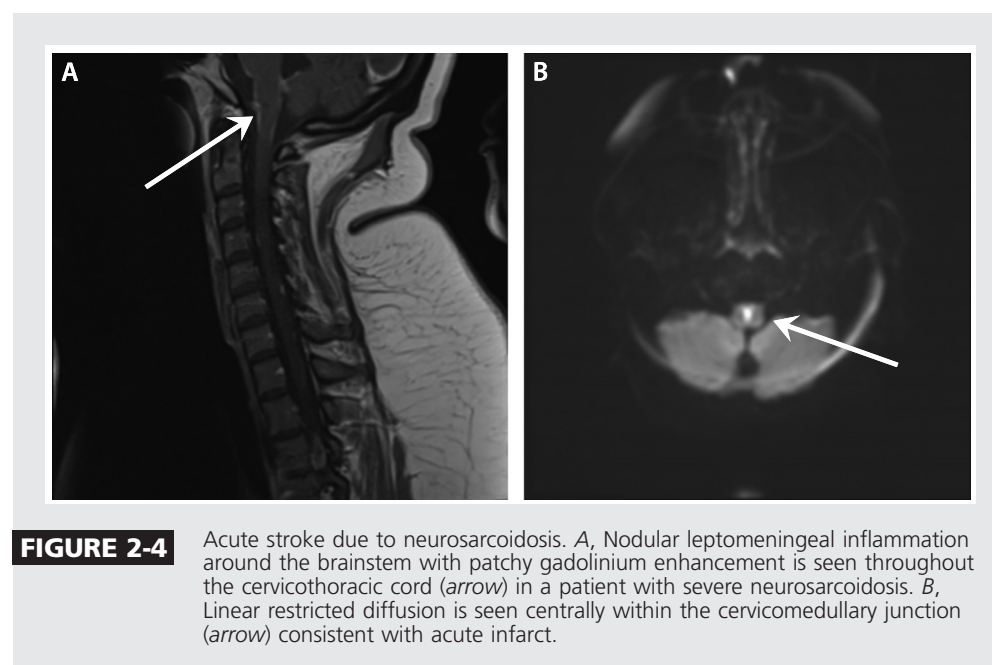 A
B
FIGURE 2-4
Acute stroke due to neurosarcoidosis. A, Nodular leptomeningeal inflammation
around the brainstem with patchy gadolinium enhancement is seen throughout
the cervicothoracic cord (arrow) in a patient with severe neurosarcoidosis. B,
Linear restricted diffusion is seen centrally within the cervicomedullary junction
(arrow) consistent with acute infarct.